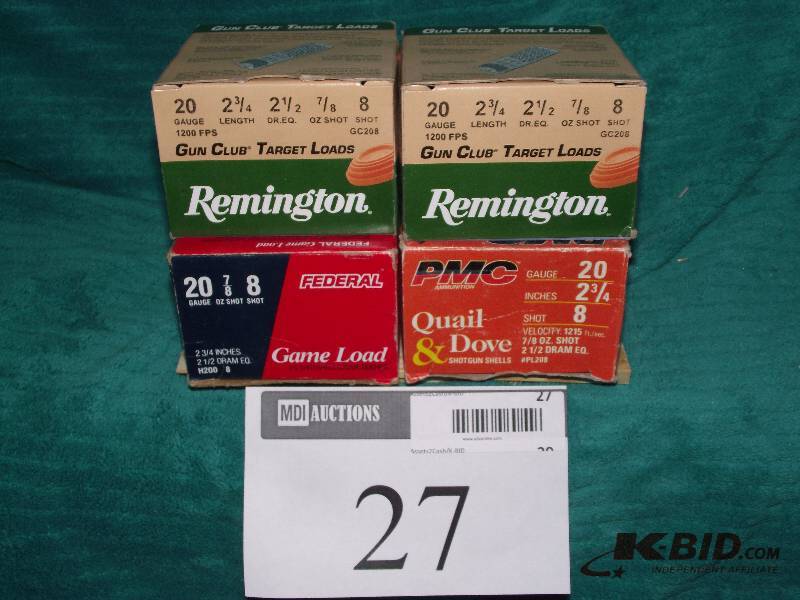 Gun Club® Target Loads
20 2 3/4 2 1/2 7/8 8
GAUGE LENGTH DR.EQ. OZ SHOT SHOT
1200 FPS GC208
Gun Club® Target Loads
Remington®
Gun Club® Target Loads
20 2 3/4 2 1/2 7/8 8
GAUGE LENGTH DR.EQ. OZ SHOT SHOT
1200 FPS GC208
Gun Club® Target Loads
Remington®
FEDERAL Game Load
20 7/8 8
GAUGE OZ SHOT SHOT
FEDERAL
2 3/4 INCHES
2 1/2 DRAM EQ.
H200 8
Game Load
PMC
AMMUNITION
GAUGE 20
INCHES 2 3/4
SHOT 8
Quail
& Dove
SHOTGUN SHELLS
VELOCITY: 1215 ft./sec.
7/8 OZ. SHOT
2 1/2 DRAM EQ.
#PL208
MDI AUCTIONS
27
27
K-BID.COM
INDEPENDENT AFFILIATE